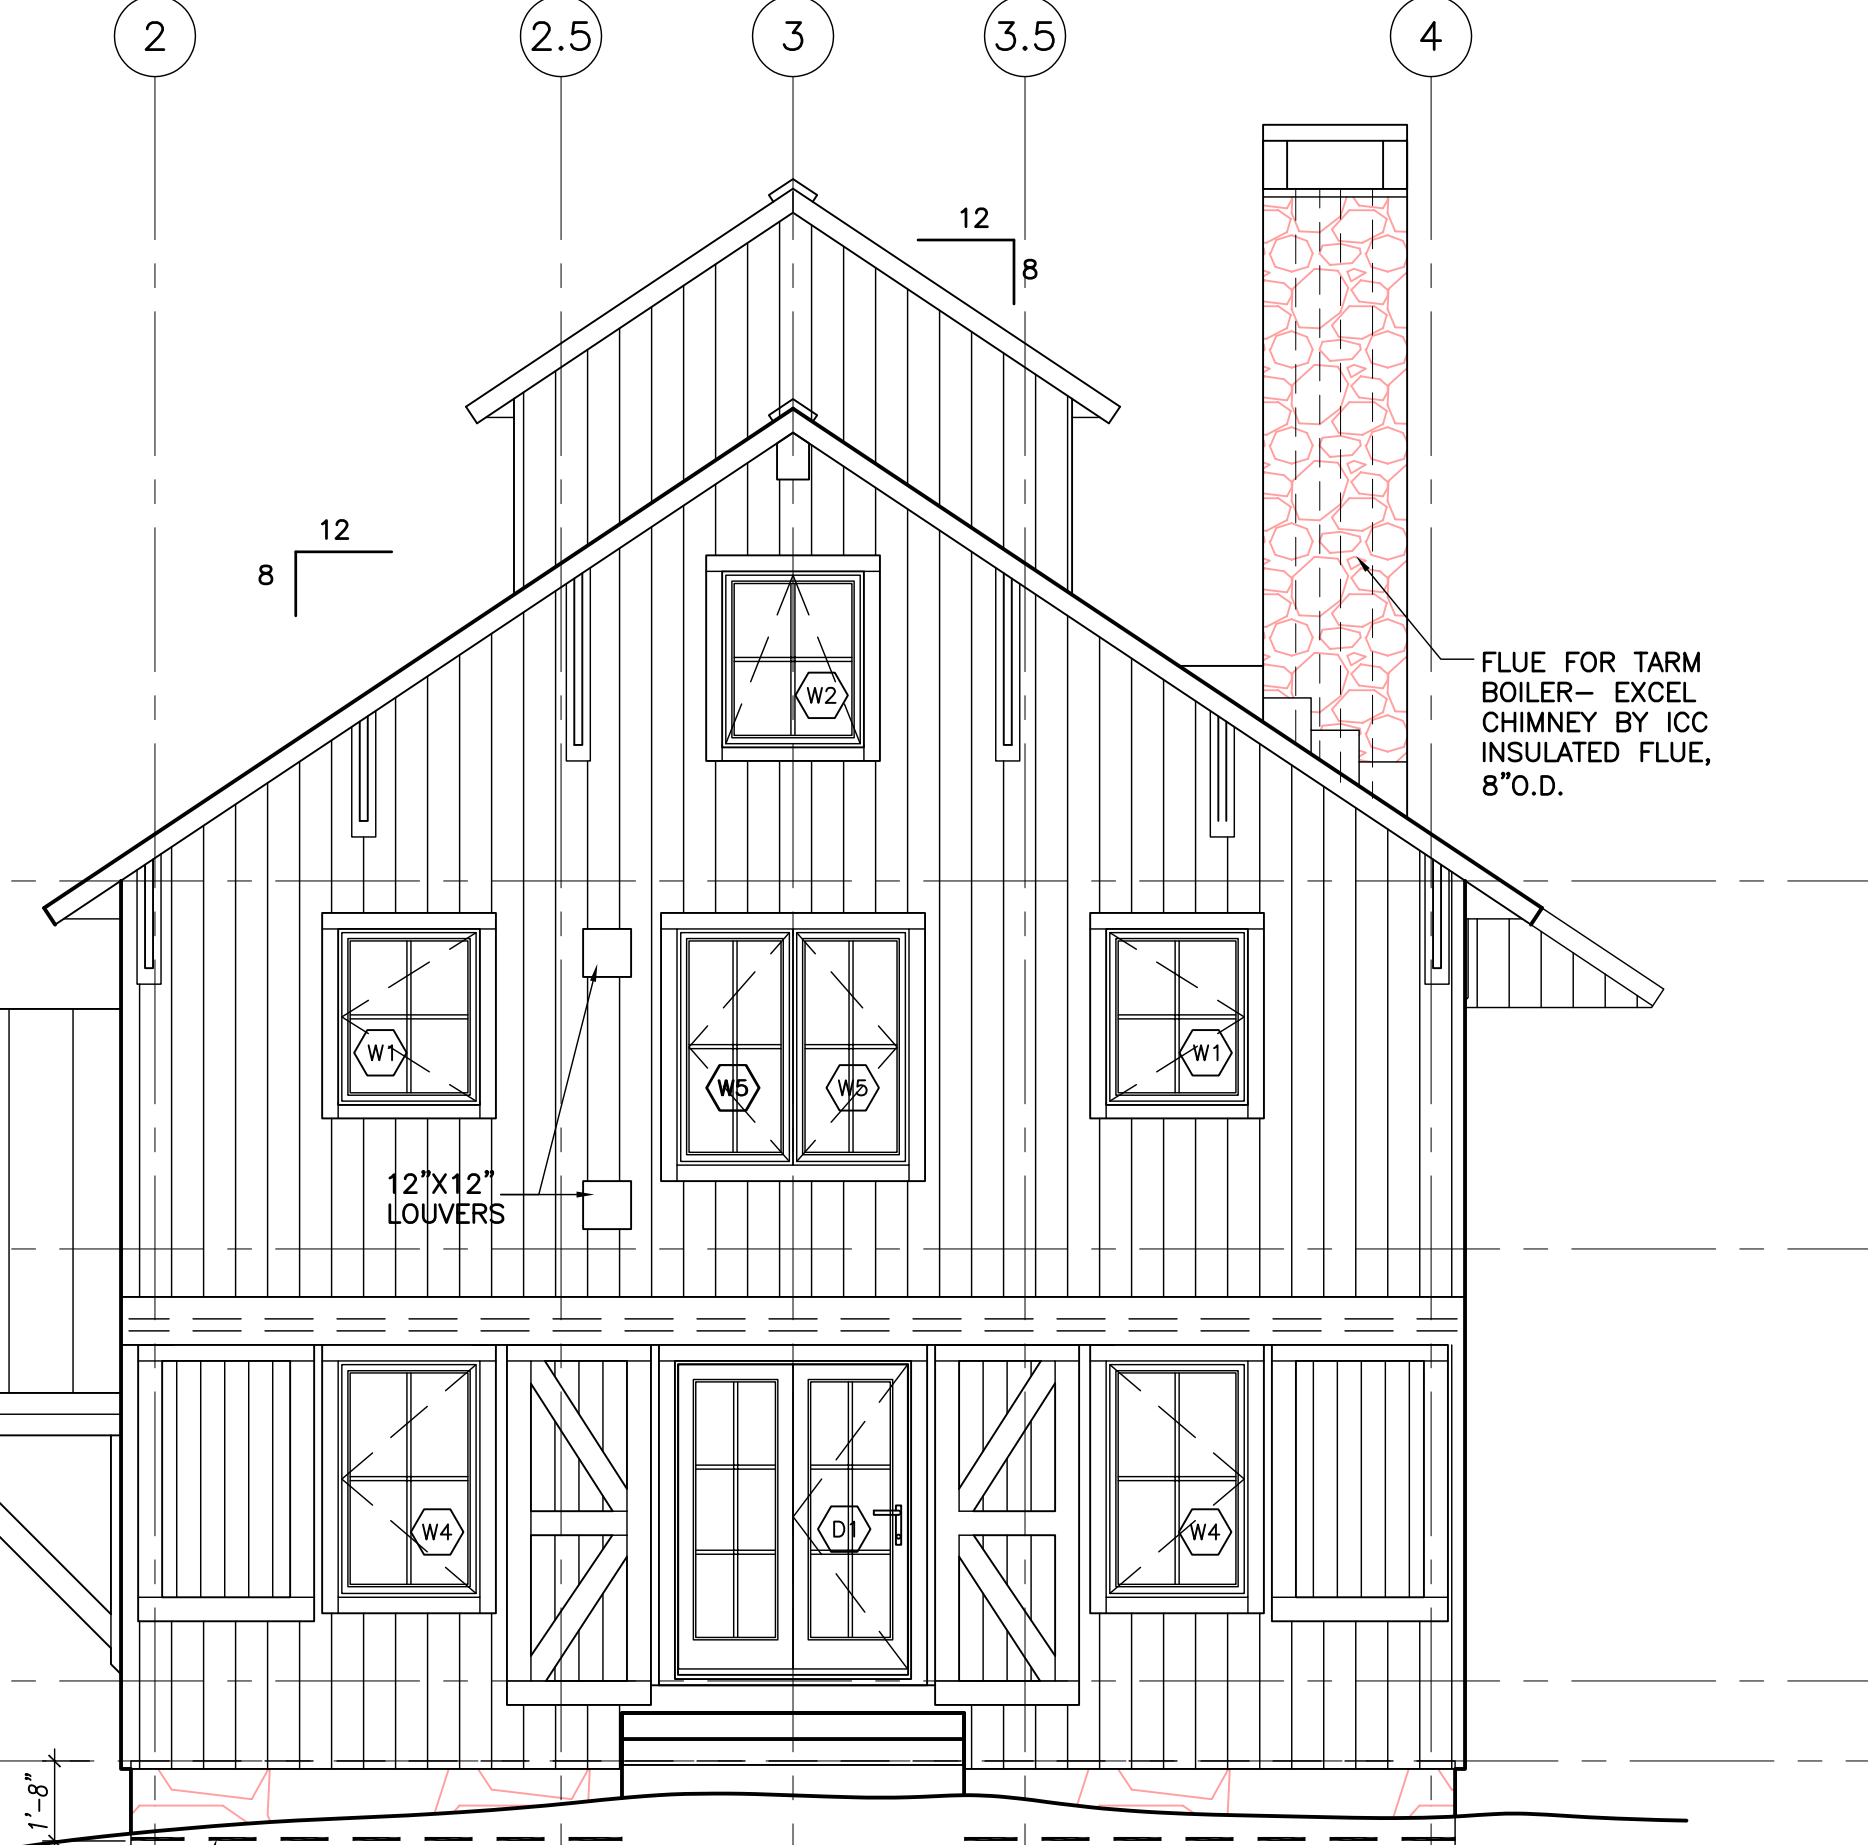 2
2.5
3
3.5
4
12
8
12
8
W2
FLUE FOR TARM
BOILER– EXCEL
CHIMNEY BY ICC
INSULATED FLUE,
8"O.D.
W1
W5
W5
W1
12"X12"
LOUVERS
W4
D1
W4
1'-8"